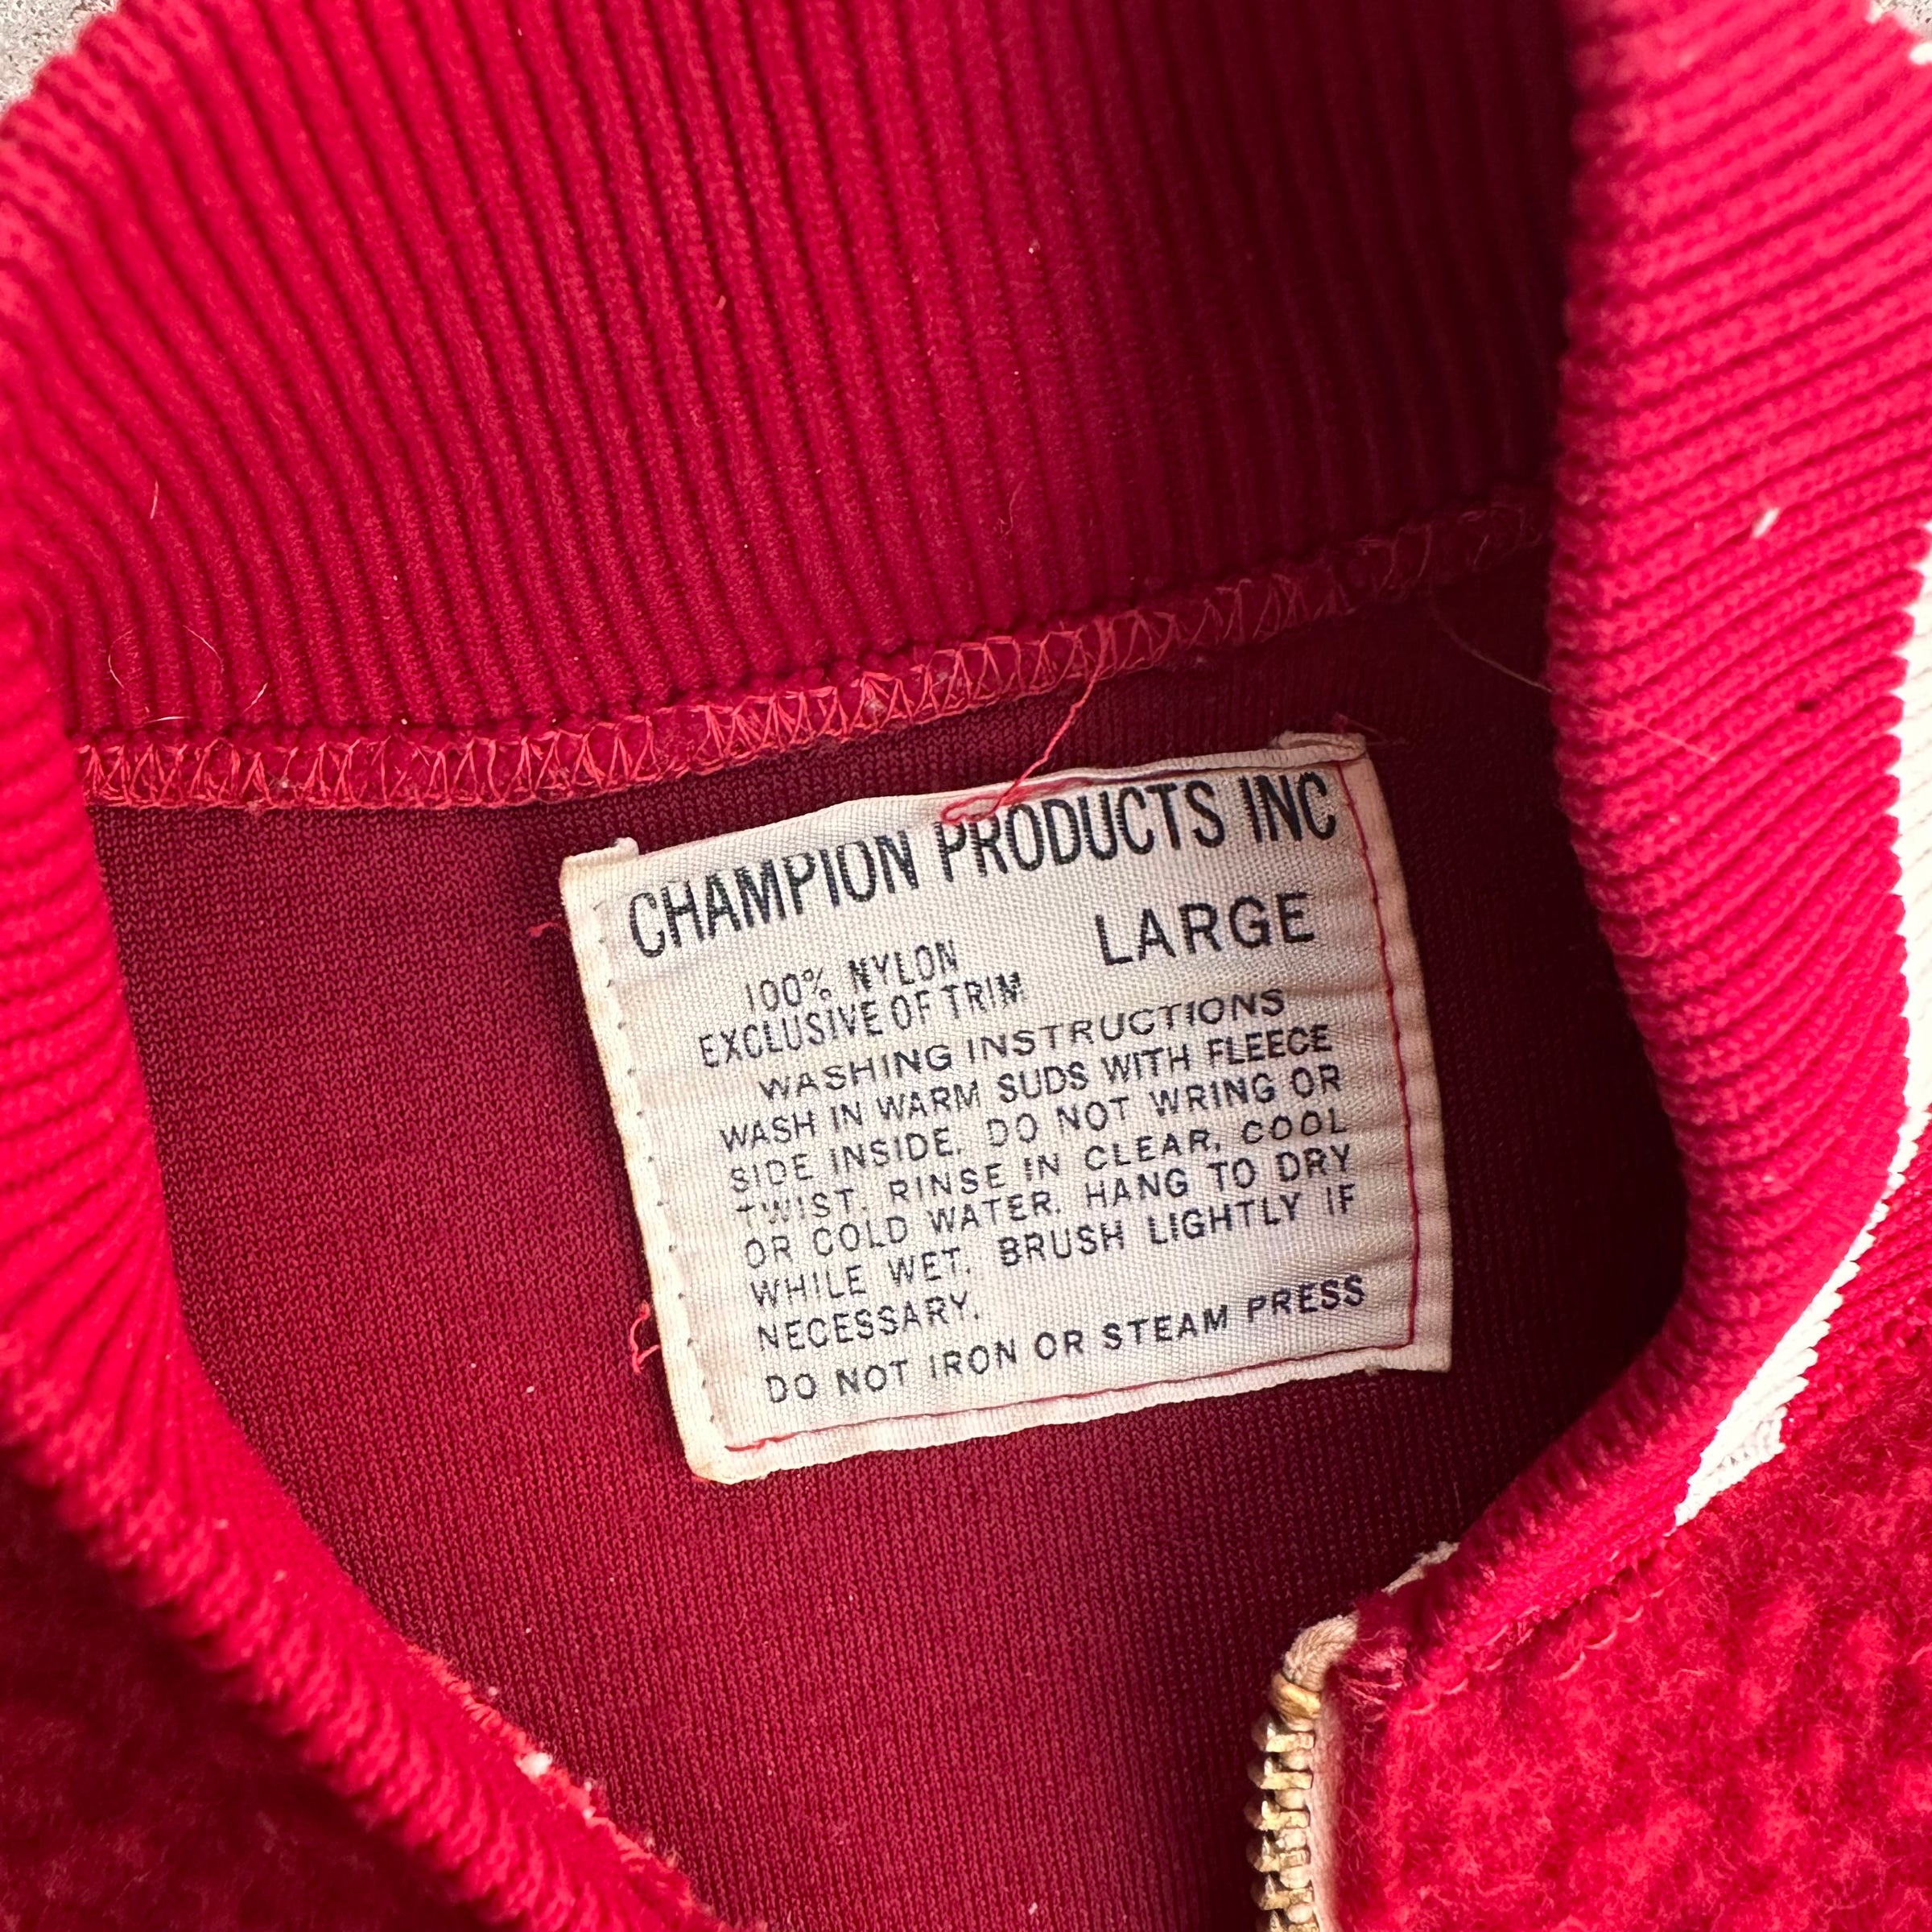 CHAMPION PRODUCTS INC
LARGE
100% NYLON
EXCLUSIVE OF TRIM
WASHING INSTRUCTIONS
WASH IN WARM SUDS WITH FLEECE
SIDE INSIDE. DO NOT WRING OR
TWIST. RINSE IN CLEAR, COOL
OR COLD WATER. HANG TO DRY
WHILE WET. BRUSH LIGHTLY IF
NECESSARY.
DO NOT IRON OR STEAM PRESS